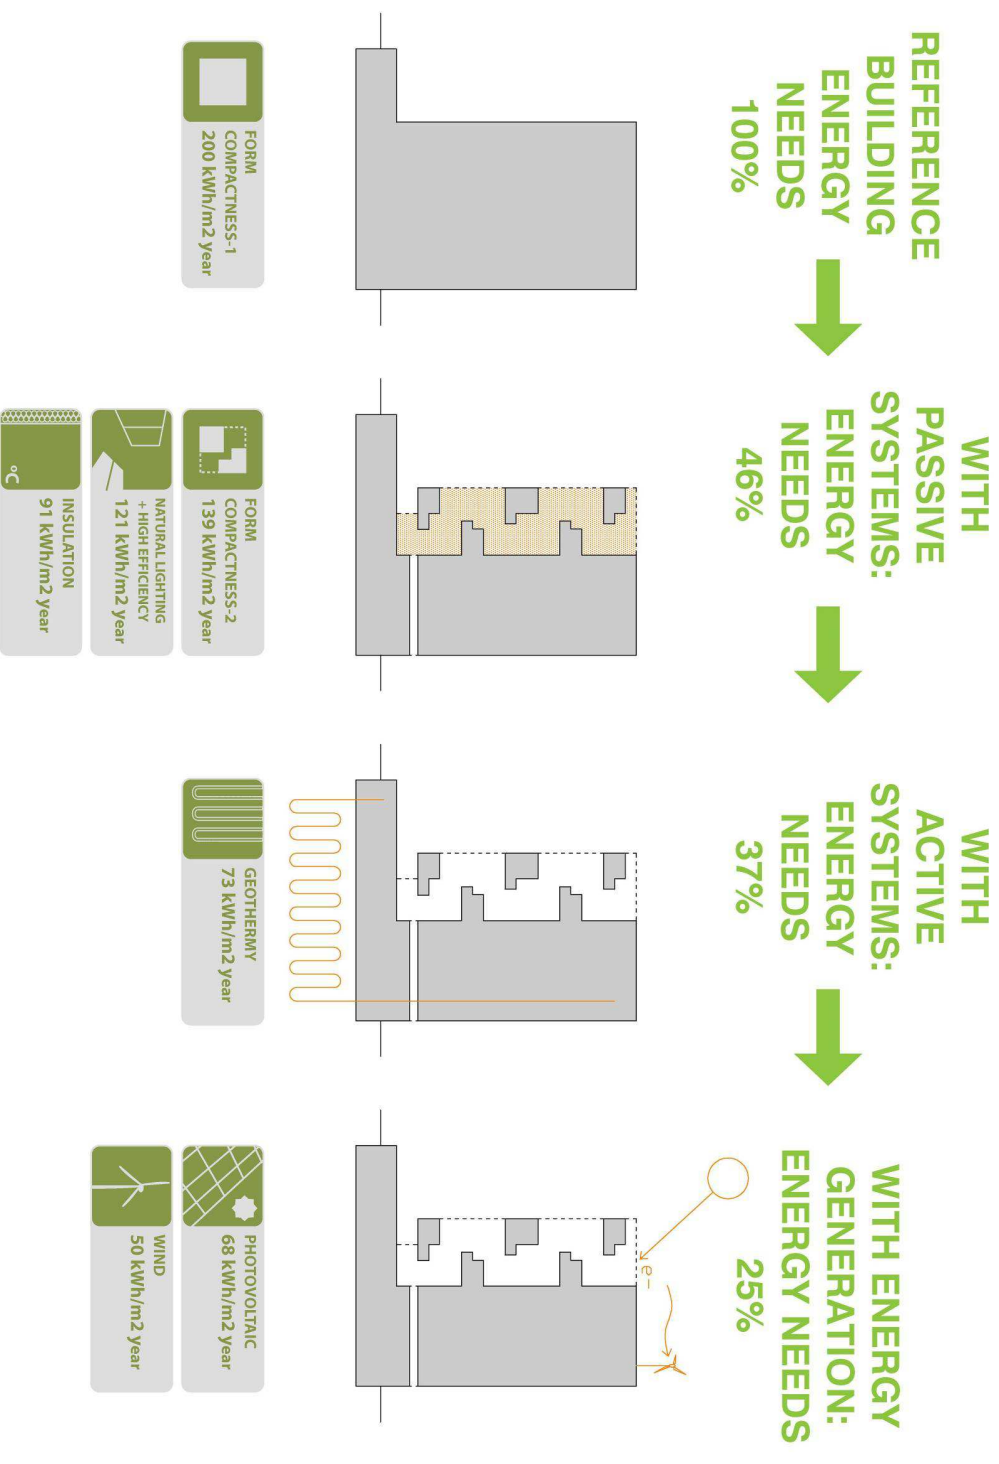 REFERENCE
BUILDING
ENERGY
NEEDS
100%
WITH
PASSIVE
SYSTEMS:
ENERGY
NEEDS
46%
WITH
ACTIVE
SYSTEMS:
ENERGY
NEEDS
37%
WITH ENERGY
GENERATION:
ENERGY NEEDS
25%
e-
FORM
COMPACTNESS-1
200 kWh/m2 year
FORM
COMPACTNESS-2
139 kWh/m2 year
NATURAL LIGHTING
+ HIGH EFFICIENCY
121 kWh/m2 year
°C
INSULATION
91 kWh/m2 year
GEOTHERMY
73 kWh/m2 year
PHOTOVOLTAIC
68 kWh/m2 year
WIND
50 kWh/m2 year